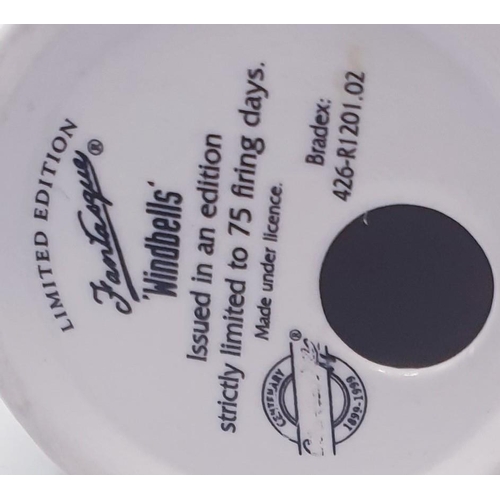 LIMITED EDITION
Fantasque®
'Windbells'
Issued in an edition
strictly limited to 75 firing days.
Made under licence.
Bradex:
426-R1201.02
CENTENARY
®
1899-1999